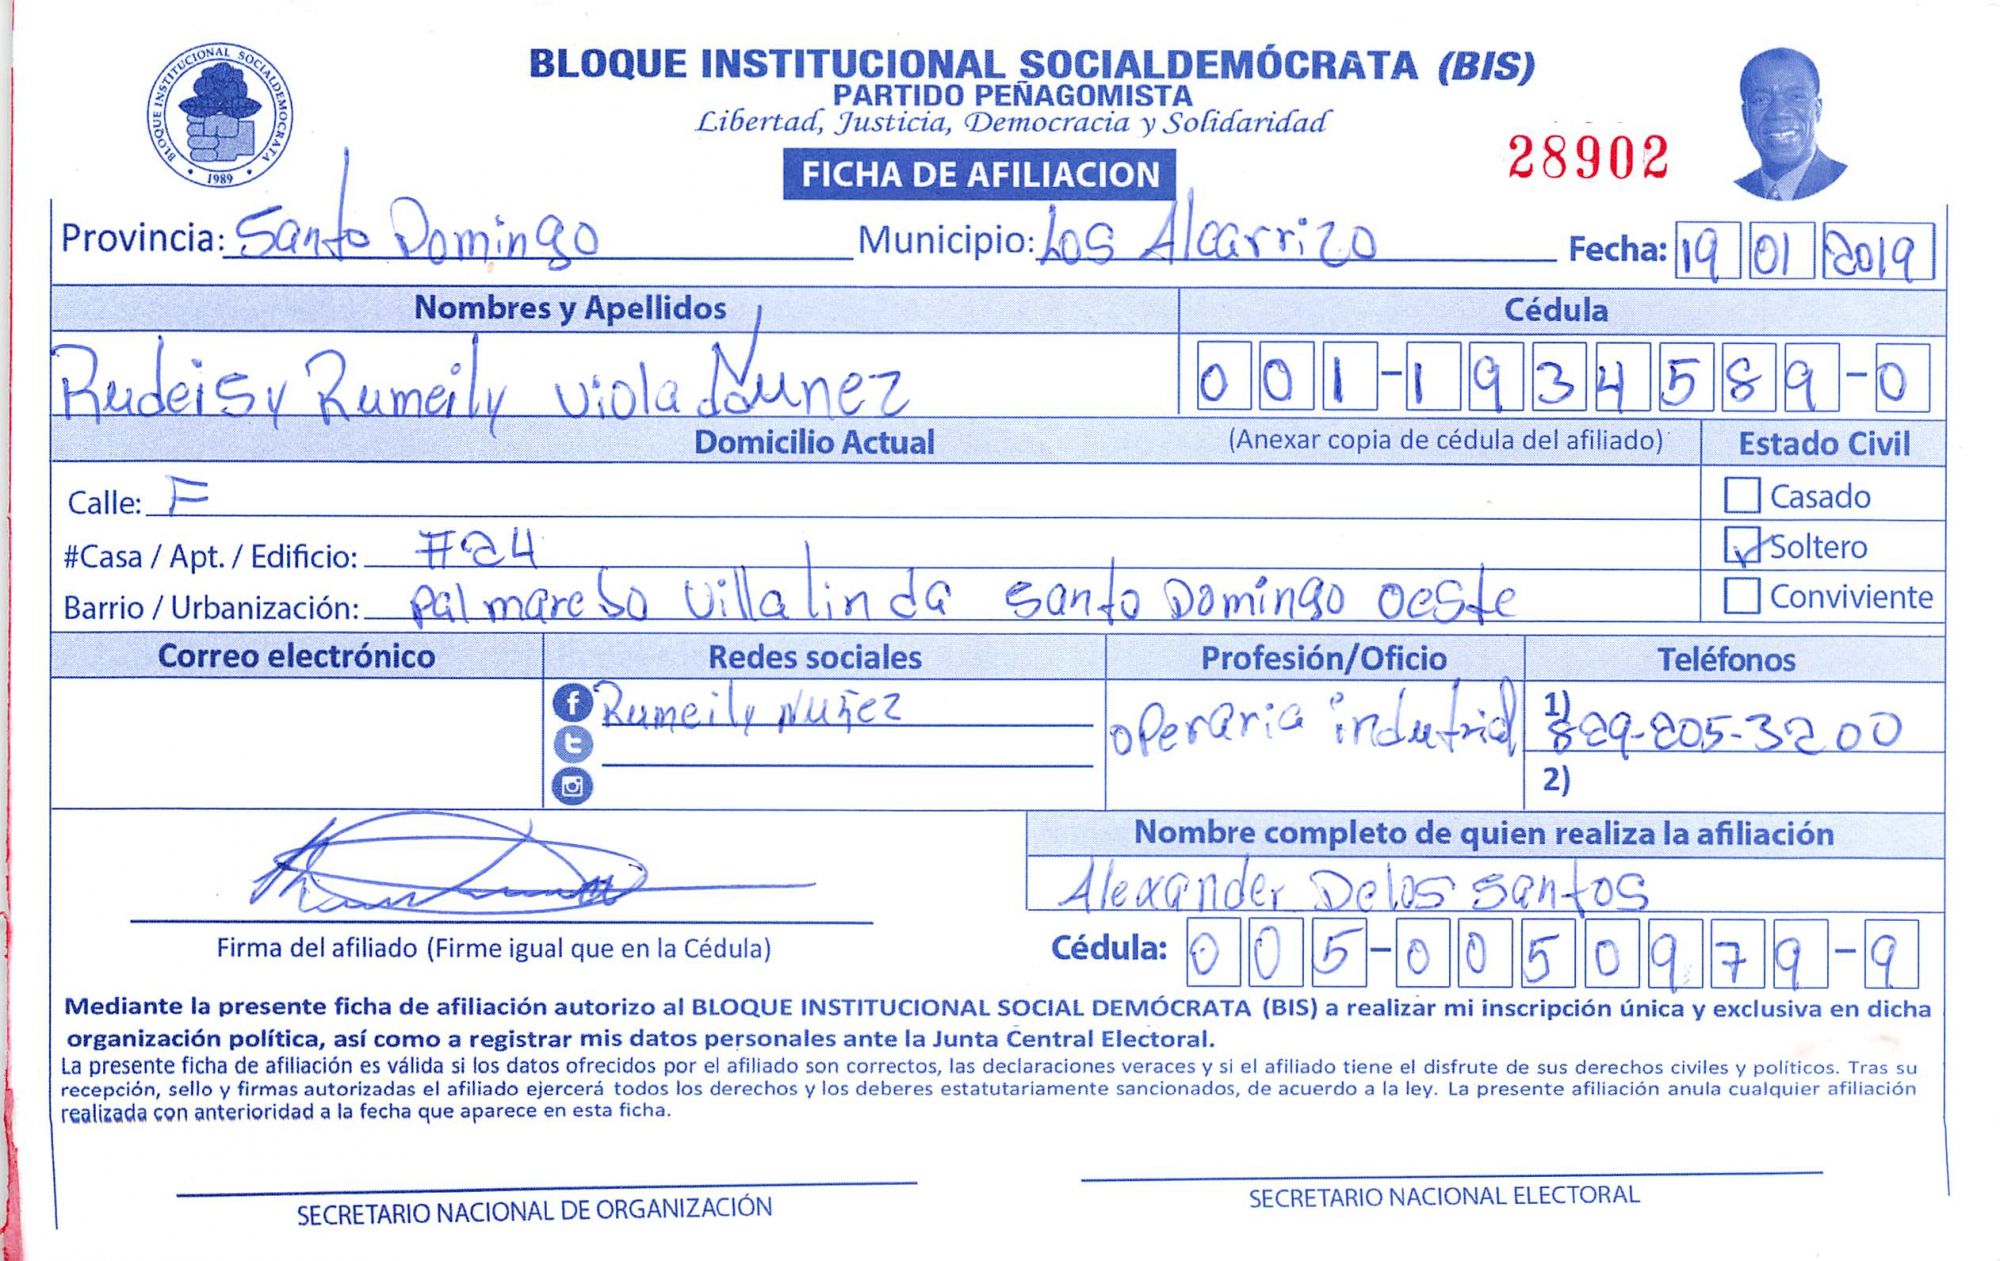 BLOQUE INSTITUCIONAL SOCIALDEMOCRATA
1989
BLOQUE INSTITUCIONAL SOCIALDEMÓCRATA (BIS)
PARTIDO PEÑAGOMISTA
Libertad, Justicia, Democracia y Solidaridad
FICHA DE AFILIACION
28902
Provincia: Santo Domingo Municipio: Los Alcarrizo Fecha: 19 01 2019
Nombres y Apellidos Cédula
Rudeisy Rumeily Viola Nunez 001-1934589-0
Domicilio Actual (Anexar copia de cédula del afiliado) Estado Civil
Calle: F Casado
#Casa / Apt. / Edificio: #24 Soltero
Barrio / Urbanización: Palmareso Villa linda Santo Domingo Oeste Conviviente
Correo electrónico Redes sociales Profesión/Oficio Teléfonos
Rumeily Nuñez operaria industrial 1) 829-805-3200
2)
Nombre completo de quien realiza la afiliación
Alexander Delos Santos
Firma del afiliado (Firme igual que en la Cédula) Cédula: 005-0050979-9
Mediante la presente ficha de afiliación autorizo al BLOQUE INSTITUCIONAL SOCIAL DEMÓCRATA (BIS) a realizar mi inscripción única y exclusiva en dicha
organización política, así como a registrar mis datos personales ante la Junta Central Electoral.
La presente ficha de afiliación es válida si los datos ofrecidos por el afiliado son correctos, las declaraciones veraces y si el afiliado tiene el disfrute de sus derechos civiles y políticos. Tras su
recepción, sello y firmas autorizadas el afiliado ejercerá todos los derechos y los deberes estatutariamente sancionados, de acuerdo a la ley. La presente afiliación anula cualquier afiliación
realizada con anterioridad a la fecha que aparece en esta ficha.
SECRETARIO NACIONAL DE ORGANIZACIÓN SECRETARIO NACIONAL ELECTORAL